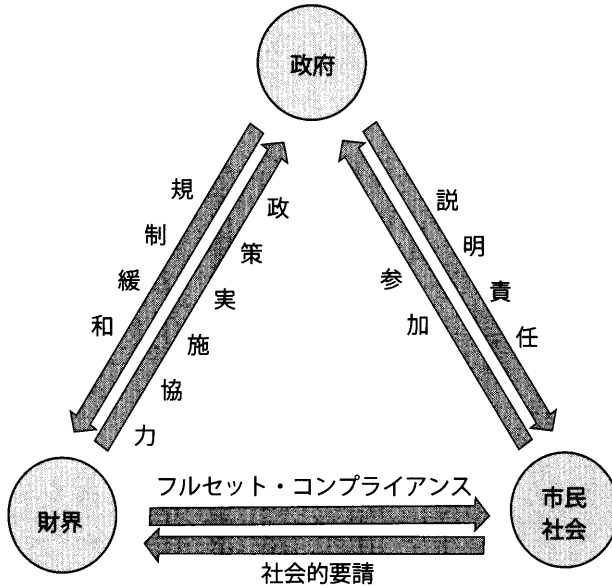 政府
規制緩和
政策実施協力
参加
説明責任
フルセット・コンプライアンス
財界
市民
社会
社会的要請